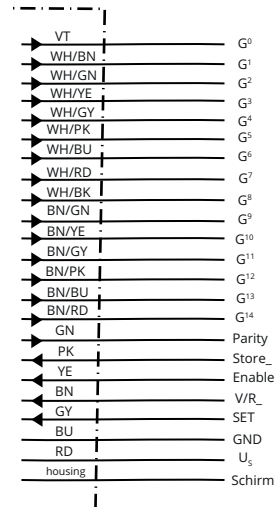 VT G⁰
WH/BN G¹
WH/GN G²
WH/YE G³
WH/GY G⁴
WH/PK G⁵
WH/BU G⁶
WH/RD G⁷
WH/BK G⁸
BN/GN G⁹
BN/YE G¹⁰
BN/GY G¹¹
BN/PK G¹²
BN/BU G¹³
BN/RD G¹⁴
GN Parity
PK Store_
YE Enable
BN V/R_
GY SET
BU GND
RD Uₛ
housing Schirm